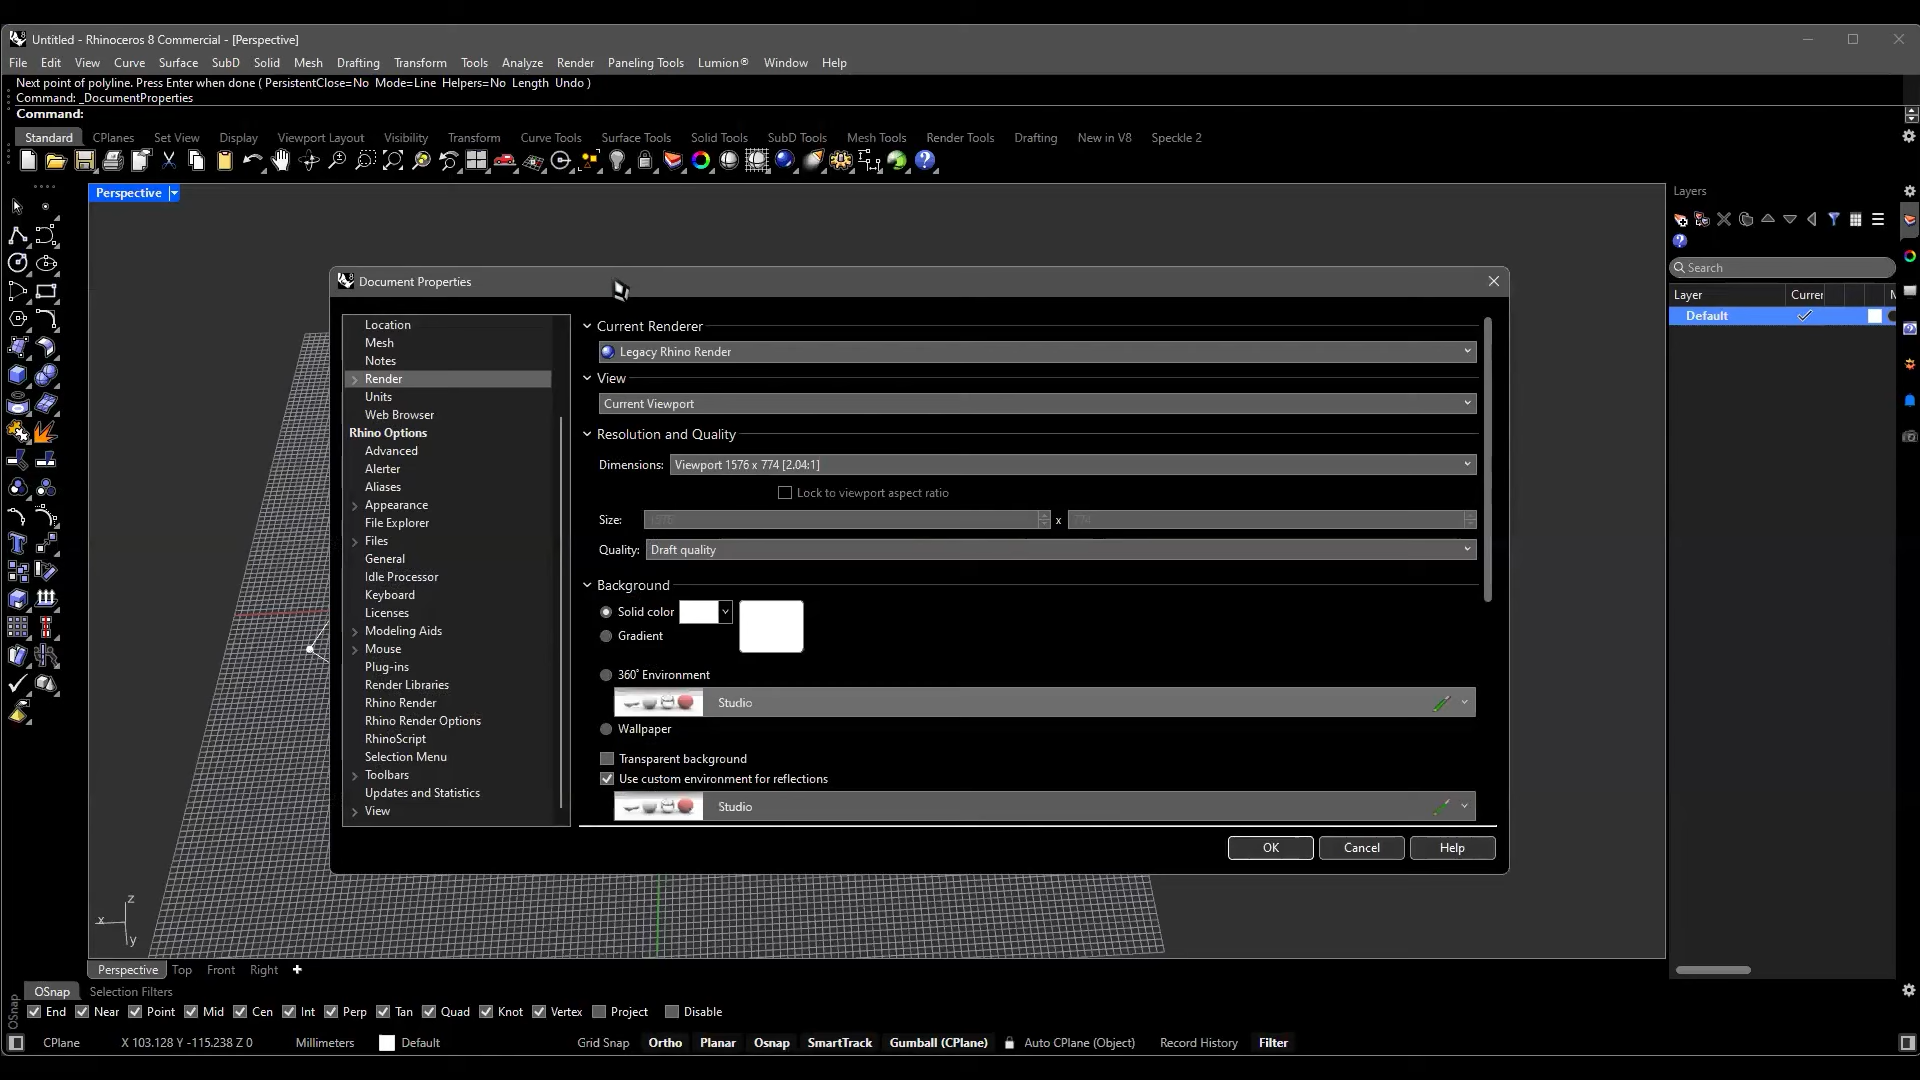 Untitled - Rhinoceros 8 Commercial - [Perspective]
File Edit View Curve Surface SubD Solid Mesh Drafting Transform Tools Analyze Render Paneling Tools Lumion® Window Help
Next point of polyline. Press Enter when done ( PersistentClose=No Mode=Line Helpers=No Length Undo )
Command: _DocumentProperties
Command:
Standard CPlanes Set View Display Viewport Layout Visibility Transform Curve Tools Surface Tools Solid Tools SubD Tools Mesh Tools Render Tools Drafting New in V8 Speckle 2
Perspective
Layers
Search
Layer Currer
Default
Document Properties
Location
Mesh
Notes
Render
Units
Web Browser
Rhino Options
Advanced
Alerter
Aliases
Appearance
File Explorer
Files
General
Idle Processor
Keyboard
Licenses
Modeling Aids
Mouse
Plug-ins
Render Libraries
Rhino Render
Rhino Render Options
RhinoScript
Selection Menu
Toolbars
Updates and Statistics
View
Current Renderer
Legacy Rhino Render
View
Current Viewport
Resolution and Quality
Dimensions: Viewport 1576 x 774 [2.04:1]
Lock to viewport aspect ratio
Size: 1576 x 774
Quality: Draft quality
Background
Solid color
Gradient
360° Environment
Studio
Wallpaper
Transparent background
Use custom environment for reflections
Studio
OK Cancel Help
z
x
y
Perspective Top Front Right
OSnap Selection Filters
OSnap
End Near Point Mid Cen Int Perp Tan Quad Knot Vertex Project Disable
CPlane X 103.128 Y -115.238 Z 0 Millimeters Default Grid Snap Ortho Planar Osnap SmartTrack Gumball (CPlane) Auto CPlane (Object) Record History Filter